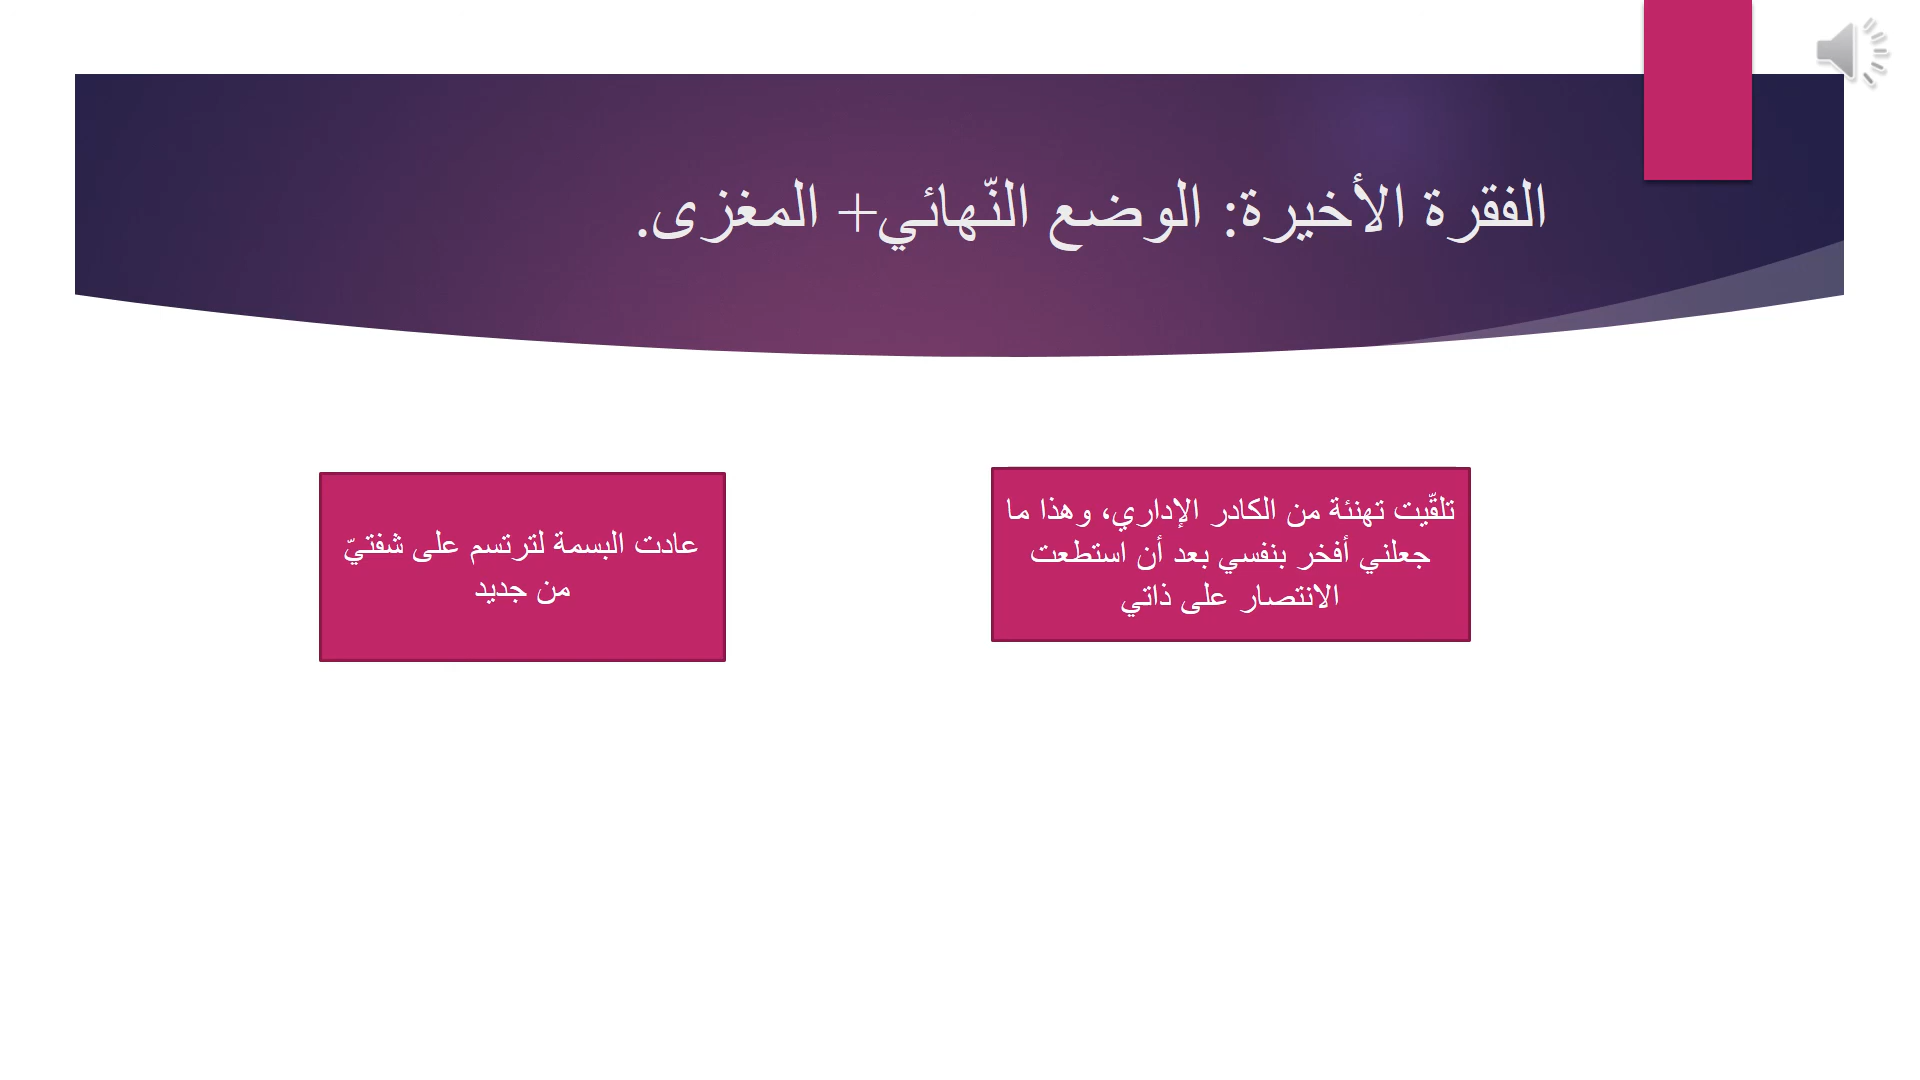 الفقرة الأخيرة: الوضع النّهائي+ المغزى.
تلقّيت تهنئة من الكادر الإداري، وهذا ما
جعلني أفخر بنفسي بعد أن استطعت
الانتصار على ذاتي
عادت البسمة لترتسم على شفتيّ
من جديد